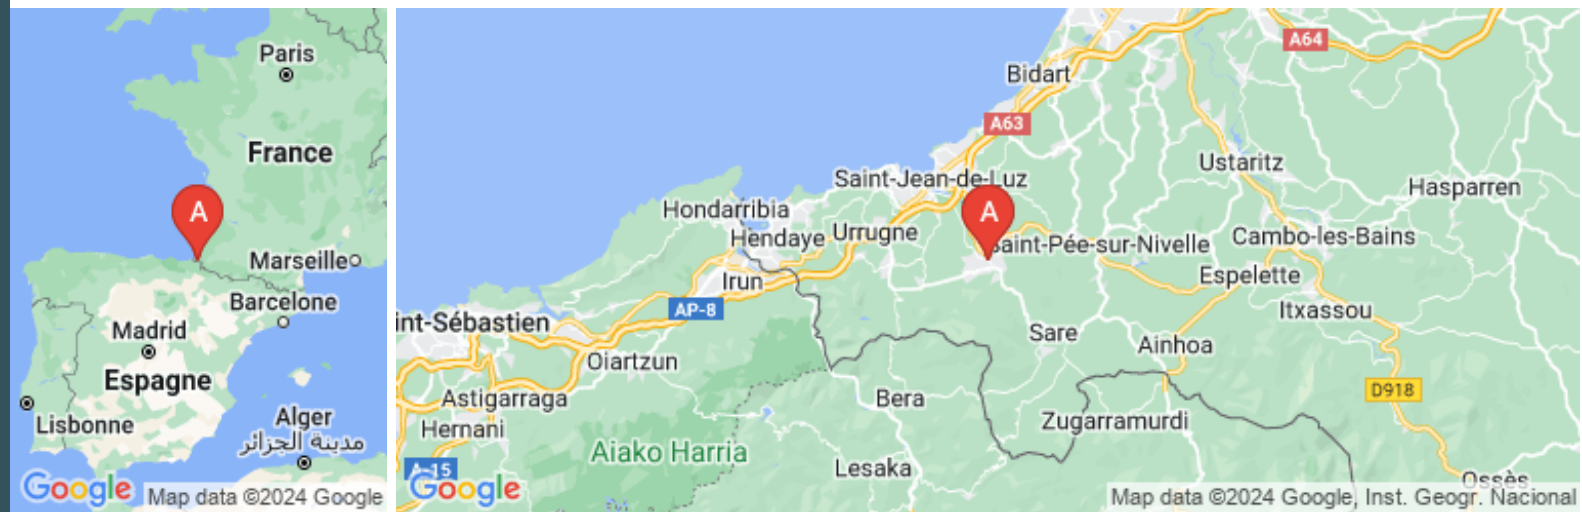 Paris
France
A
Marseille
Barcelone
Madrid
Espagne
Lisbonne
Alger
مدينة الجزائر
Google
Map data ©2024 Google
A64
Bidart
A63
Ustaritz
Saint-Jean-de-Luz
Hasparren
Hondarribia
A
Urrugne
Hendaye
Saint-Pée-sur-Nivelle
Cambo-les-Bains
Irun
Espelette
AP-8
Itxassou
int-Sébastien
Sare
Ainhoa
Oiartzun
D918
Astigarraga
Bera
Zugarramurdi
Hernani
Aiako Harria
Lesaka
A-15
Ossès
Google
Map data ©2024 Google, Inst. Geogr. Nacional